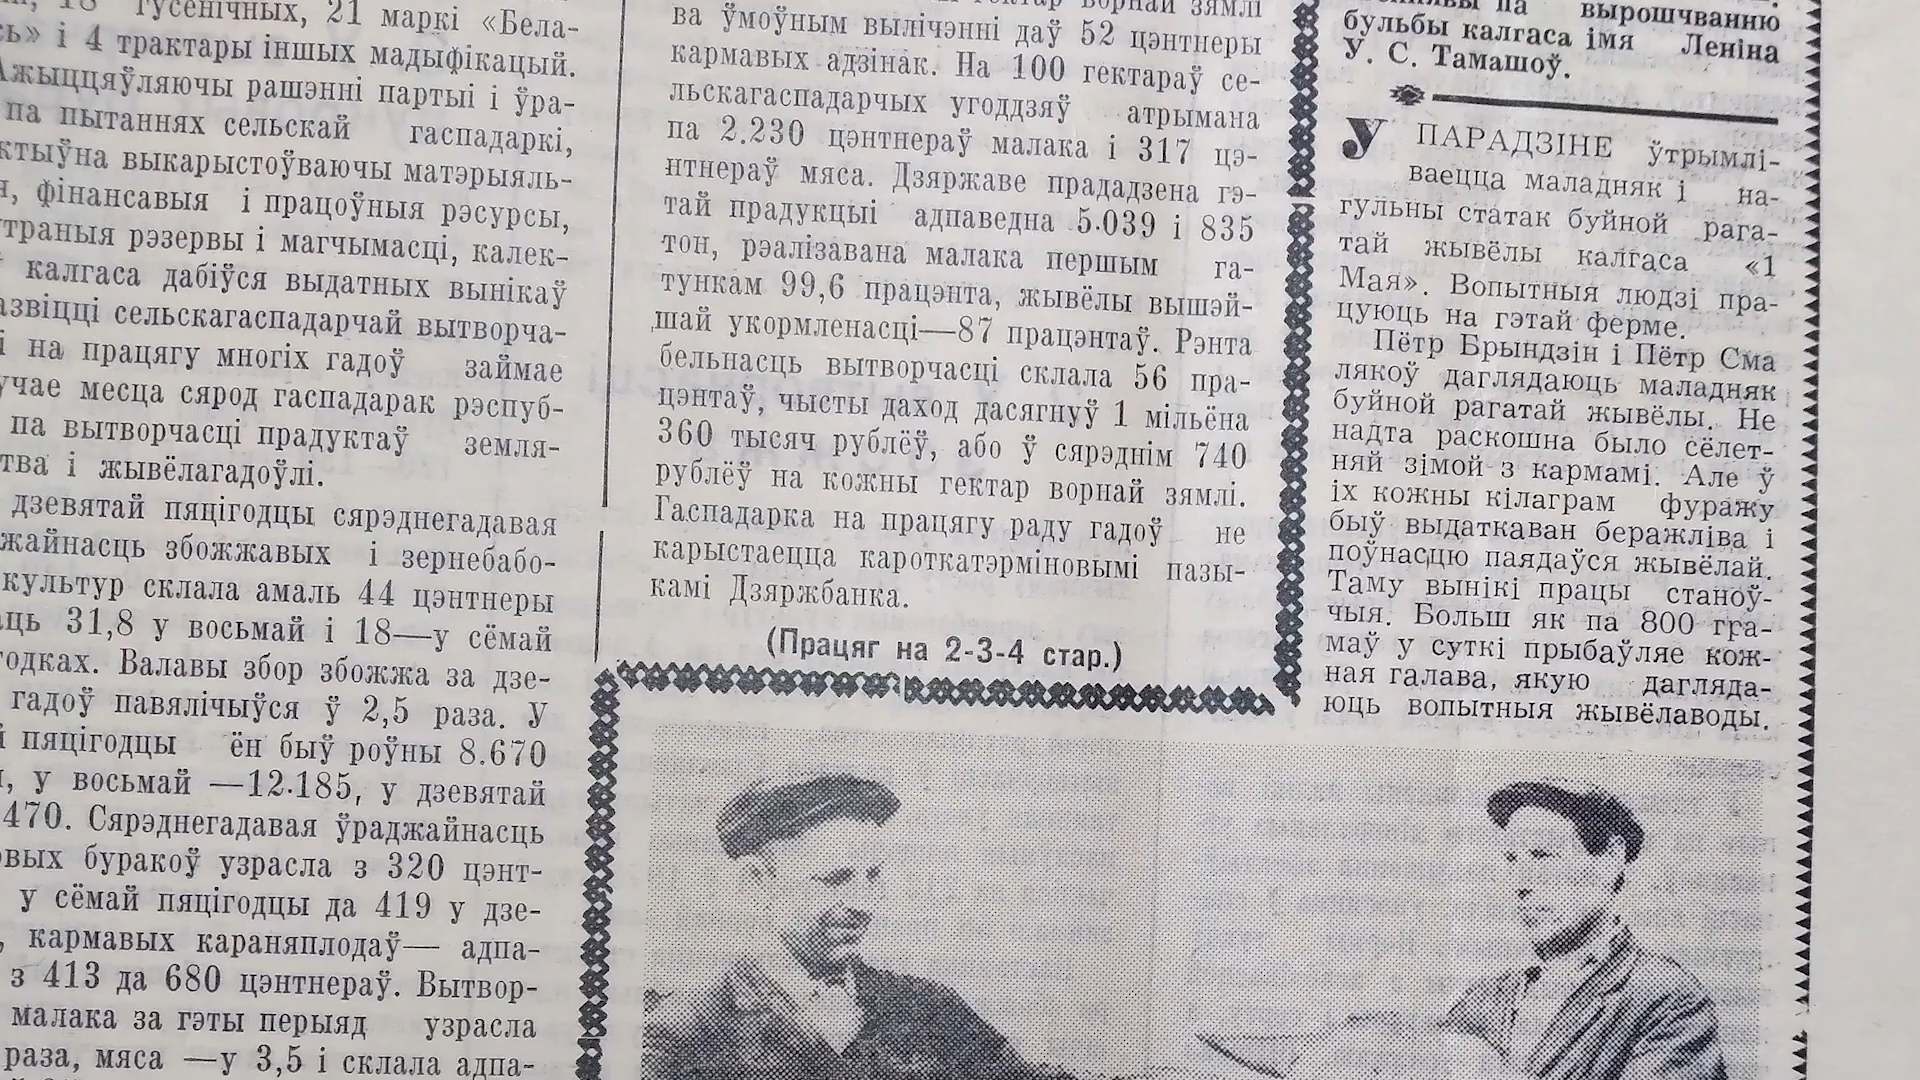 18 гусенічных, 21 маркі «Бела-
і 4 трактары іншых мадыфікацый.
Ажыццяўляючы рашэнні партыі і ўра-
па пытаннях сельскай гаспадаркі,
выкарыстоўваючы матэрыяль-
фінансавыя і працоўныя рэсурсы,
рэзервы і магчымасці, калек-
калгаса дабіўся выдатных вынікаў
сельскагаспадарчай вытворча-
і на працягу многіх гадоў займае
месца сярод гаспадарак рэспуб-
па вытворчасці прадуктаў земля-
тва і жывёлагадоўлі.
дзевятай пяцігодцы сярэднегадавая
жайнасць збожжавых і зернебабо-
культур склала амаль 44 цэнтнеры
31,8 у восьмай і 18—у сёмай
годках. Валавы збор збожжа за дзе-
гадоў павялічыўся ў 2,5 раза. У
пяцігодцы ён быў роўны 8.670
у восьмай —12.185, у дзевятай
470. Сярэднегадавая ўраджайнасць
буракоў узрасла з 320 цэнт-
у сёмай пяцігодцы да 419 у дзе-
кармавых караняплодаў— адпа-
з 413 да 680 цэнтнераў. Вытвор-
малака за гэты перыяд узрасла
раза, мяса —у 3,5 і склала адпа-
гектар ворнай зямлі
ва ўмоўным вылічэнні даў 52 цэнтнеры
кармавых адзінак. На 100 гектараў се-
льскагаспадарчых угоддзяў атрымана
па 2.230 цэнтнераў малака і 317 цэ-
нтнераў мяса. Дзяржаве прададзена гэ-
тай прадукцыі адпаведна 5.039 і 835
тон, рэалізавана малака першым га-
тункам 99,6 працэнта, жывёлы вышэй-
шай укормленасці—87 працэнтаў. Рэнта
бельнасць вытворчасці склала 56 пра-
цэнтаў, чысты даход дасягнуў 1 мільёна
360 тысяч рублёў, або ў сярэднім 740
рублёў на кожны гектар ворнай зямлі.
Гаспадарка на працягу раду гадоў не
карыстаецца кароткатэрміновымі пазы-
камі Дзяржбанка.
(Працяг на 2-3-4 стар.)
па вырошчванню
бульбы калгаса імя Леніна
У. С. Тамашоў.
У ПАРАДЗІНЕ ўтрымлі-
ваецца маладняк і на-
гульны статак буйной рага-
тай жывёлы калгаса «1
Мая». Вопытныя людзі пра-
цуюць на гэтай ферме.
Пётр Брындзін і Пётр Сма
лякоў даглядаюць маладняк
буйной рагатай жывёлы. Не
надта раскошна было сёлет-
няй зімой з кармамі. Але ў
іх кожны кілаграм фуражу
быў выдаткаван беражліва і
поўнасцю паядаўся жывёлай.
Таму вынікі працы станоў-
чыя. Больш як па 800 гра-
маў у суткі прыбаўляе кож-
ная галава, якую дагляда-
юць вопытныя жывёлаводы.